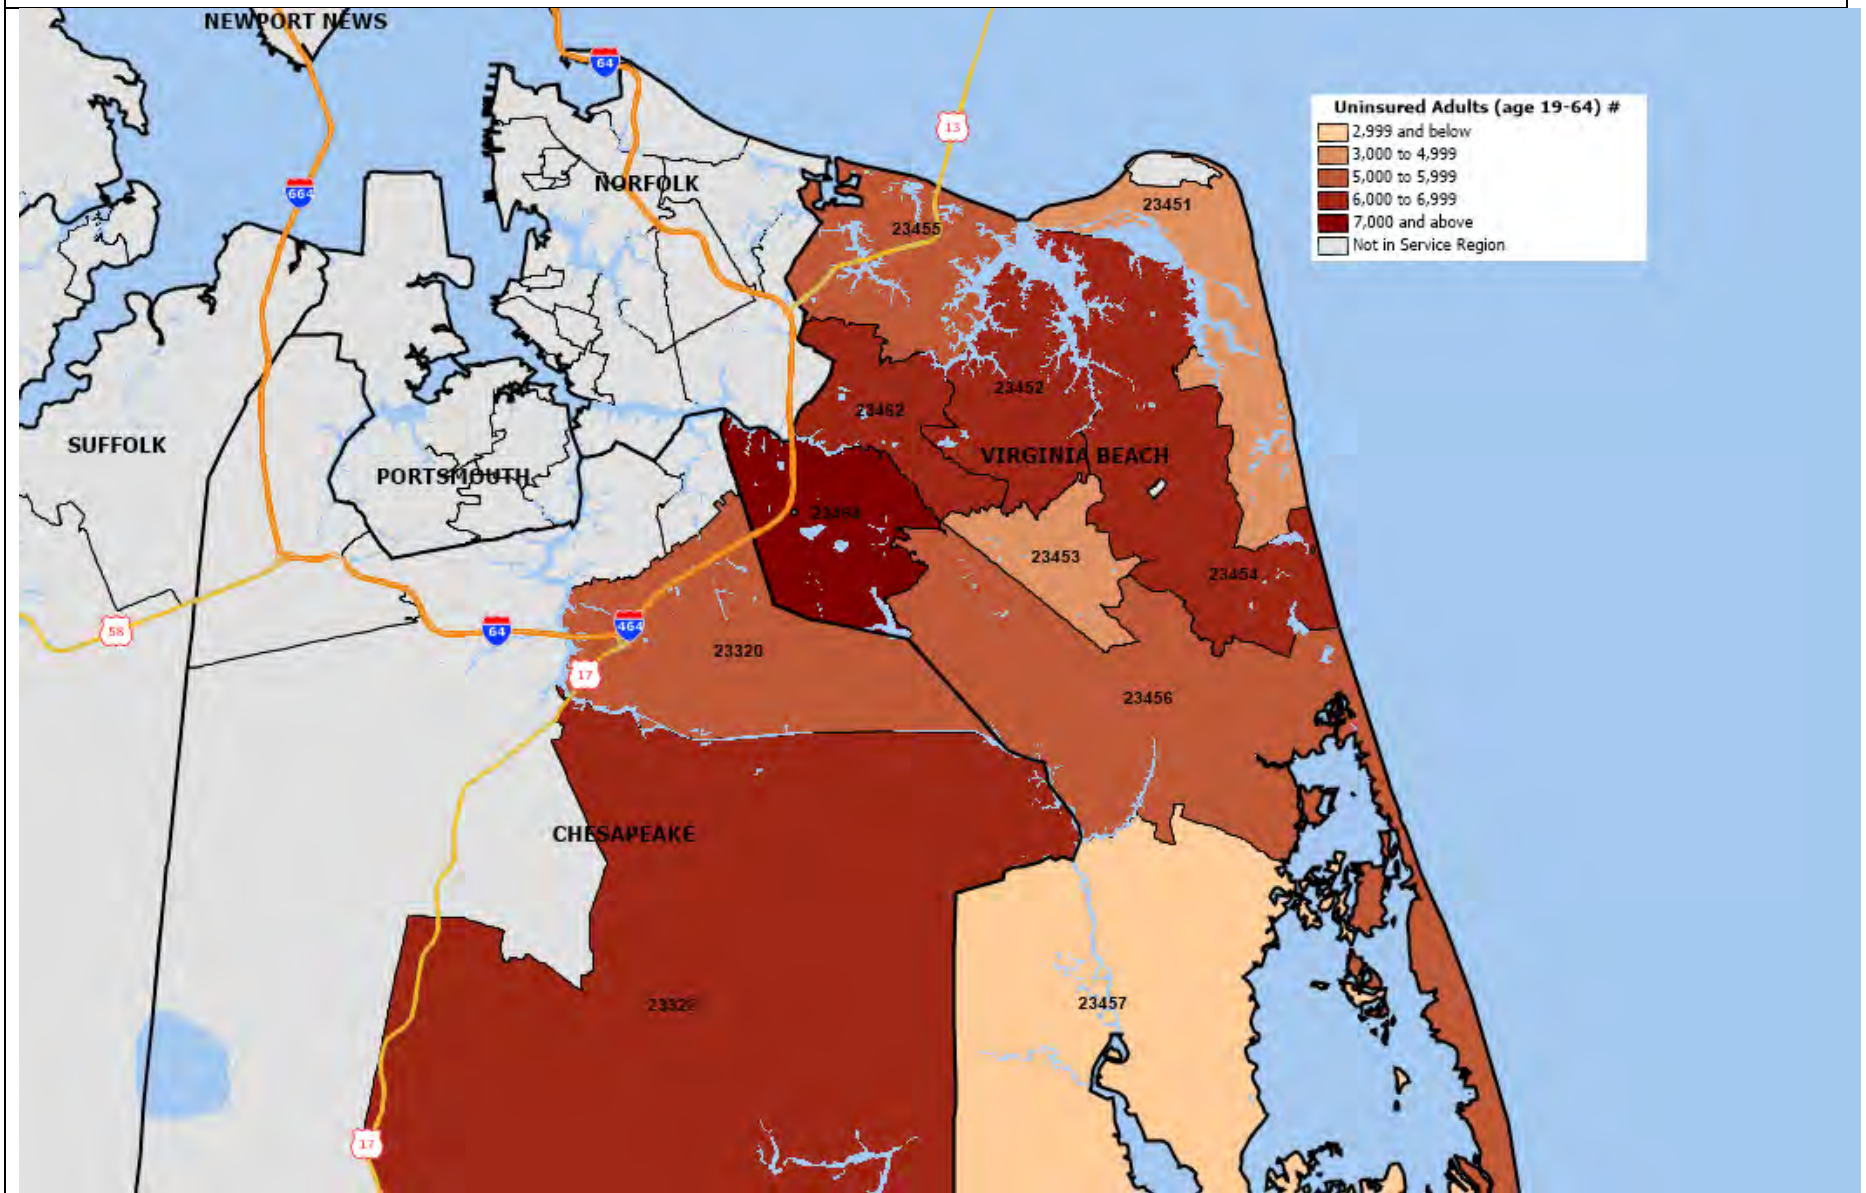 NEWPORT NEWS
64
13
Uninsured Adults (age 19-64) #
2,999 and below
3,000 to 4,999
5,000 to 5,999
6,000 to 6,999
7,000 and above
Not in Service Region
664
NORFOLK
23451
23455
23452
23462
SUFFOLK
VIRGINIA BEACH
PORTSMOUTH
23464
23453
23454
58
64
464
23320
17
23456
CHESAPEAKE
23457
17